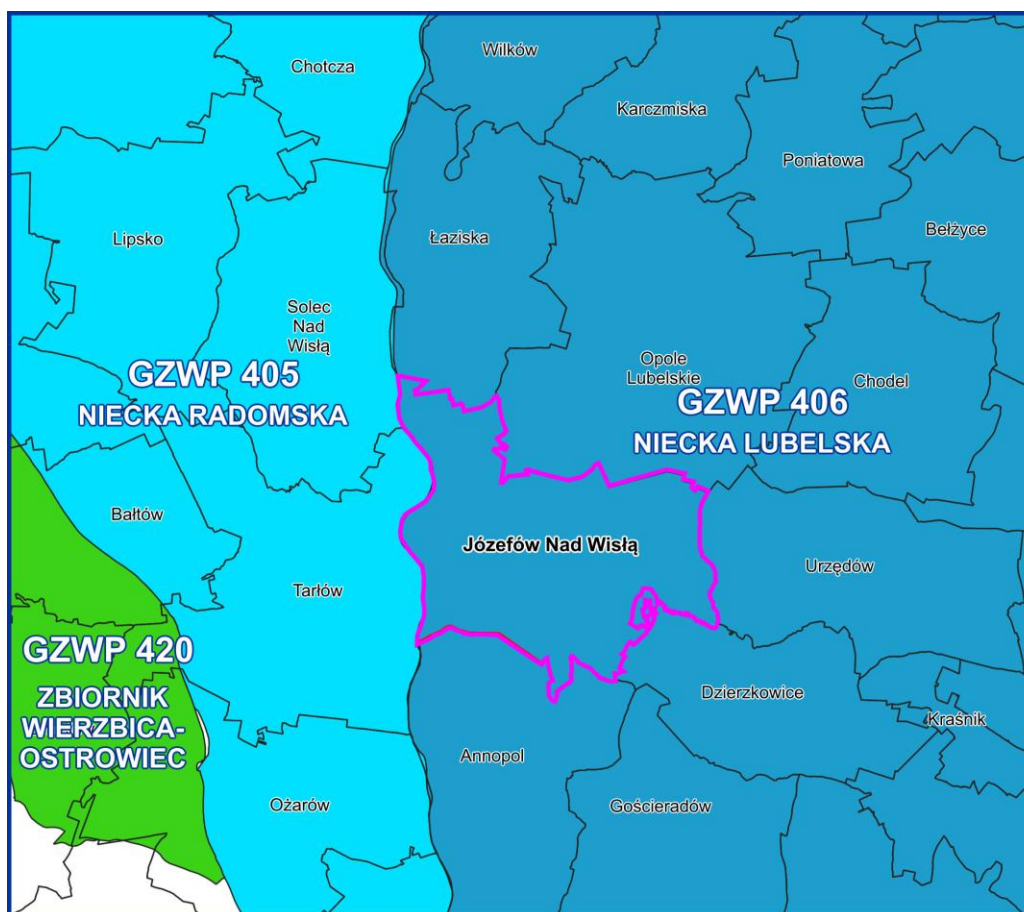 Chotcza
Wilków
Karczmiska
Poniatowa
Lipsko
Łaziska
Bełżyce
Solec
Nad
Wisłą
GZWP 405
NIECKA RADOMSKA
Opole
Lubelskie
Chodel
GZWP 406
NIECKA LUBELSKA
Bałtów
Józefów Nad Wisłą
Urzędów
Tarłów
GZWP 420
ZBIORNIK
WIERZBICA-
OSTROWIEC
Dzierzkowice
Kraśnik
Annopol
Ożarów
Gościeradów